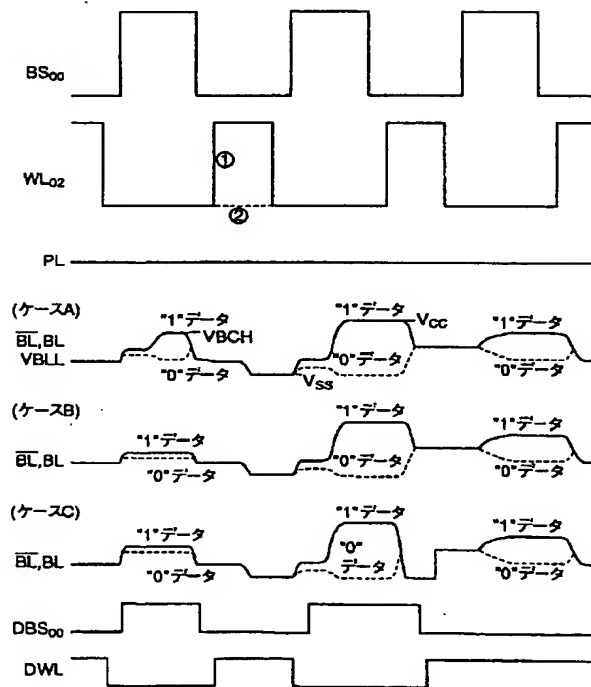 BS₀₀
WL₀₂
①
②
PL
(ケースA)
"1"データ
VBCH
"1"データ
VCC
"1"データ
BL,BL
VBLL
"0"データ
"0"データ
VSS
"0"データ
(ケースB)
"1"データ
"1"データ
"1"データ
BL,BL
"0"データ
"0"データ
"0"データ
(ケースC)
"1"データ
"1"データ
"1"データ
BL,BL
"0"データ
"0"
データ
"0"データ
DBS₀₀
DWL